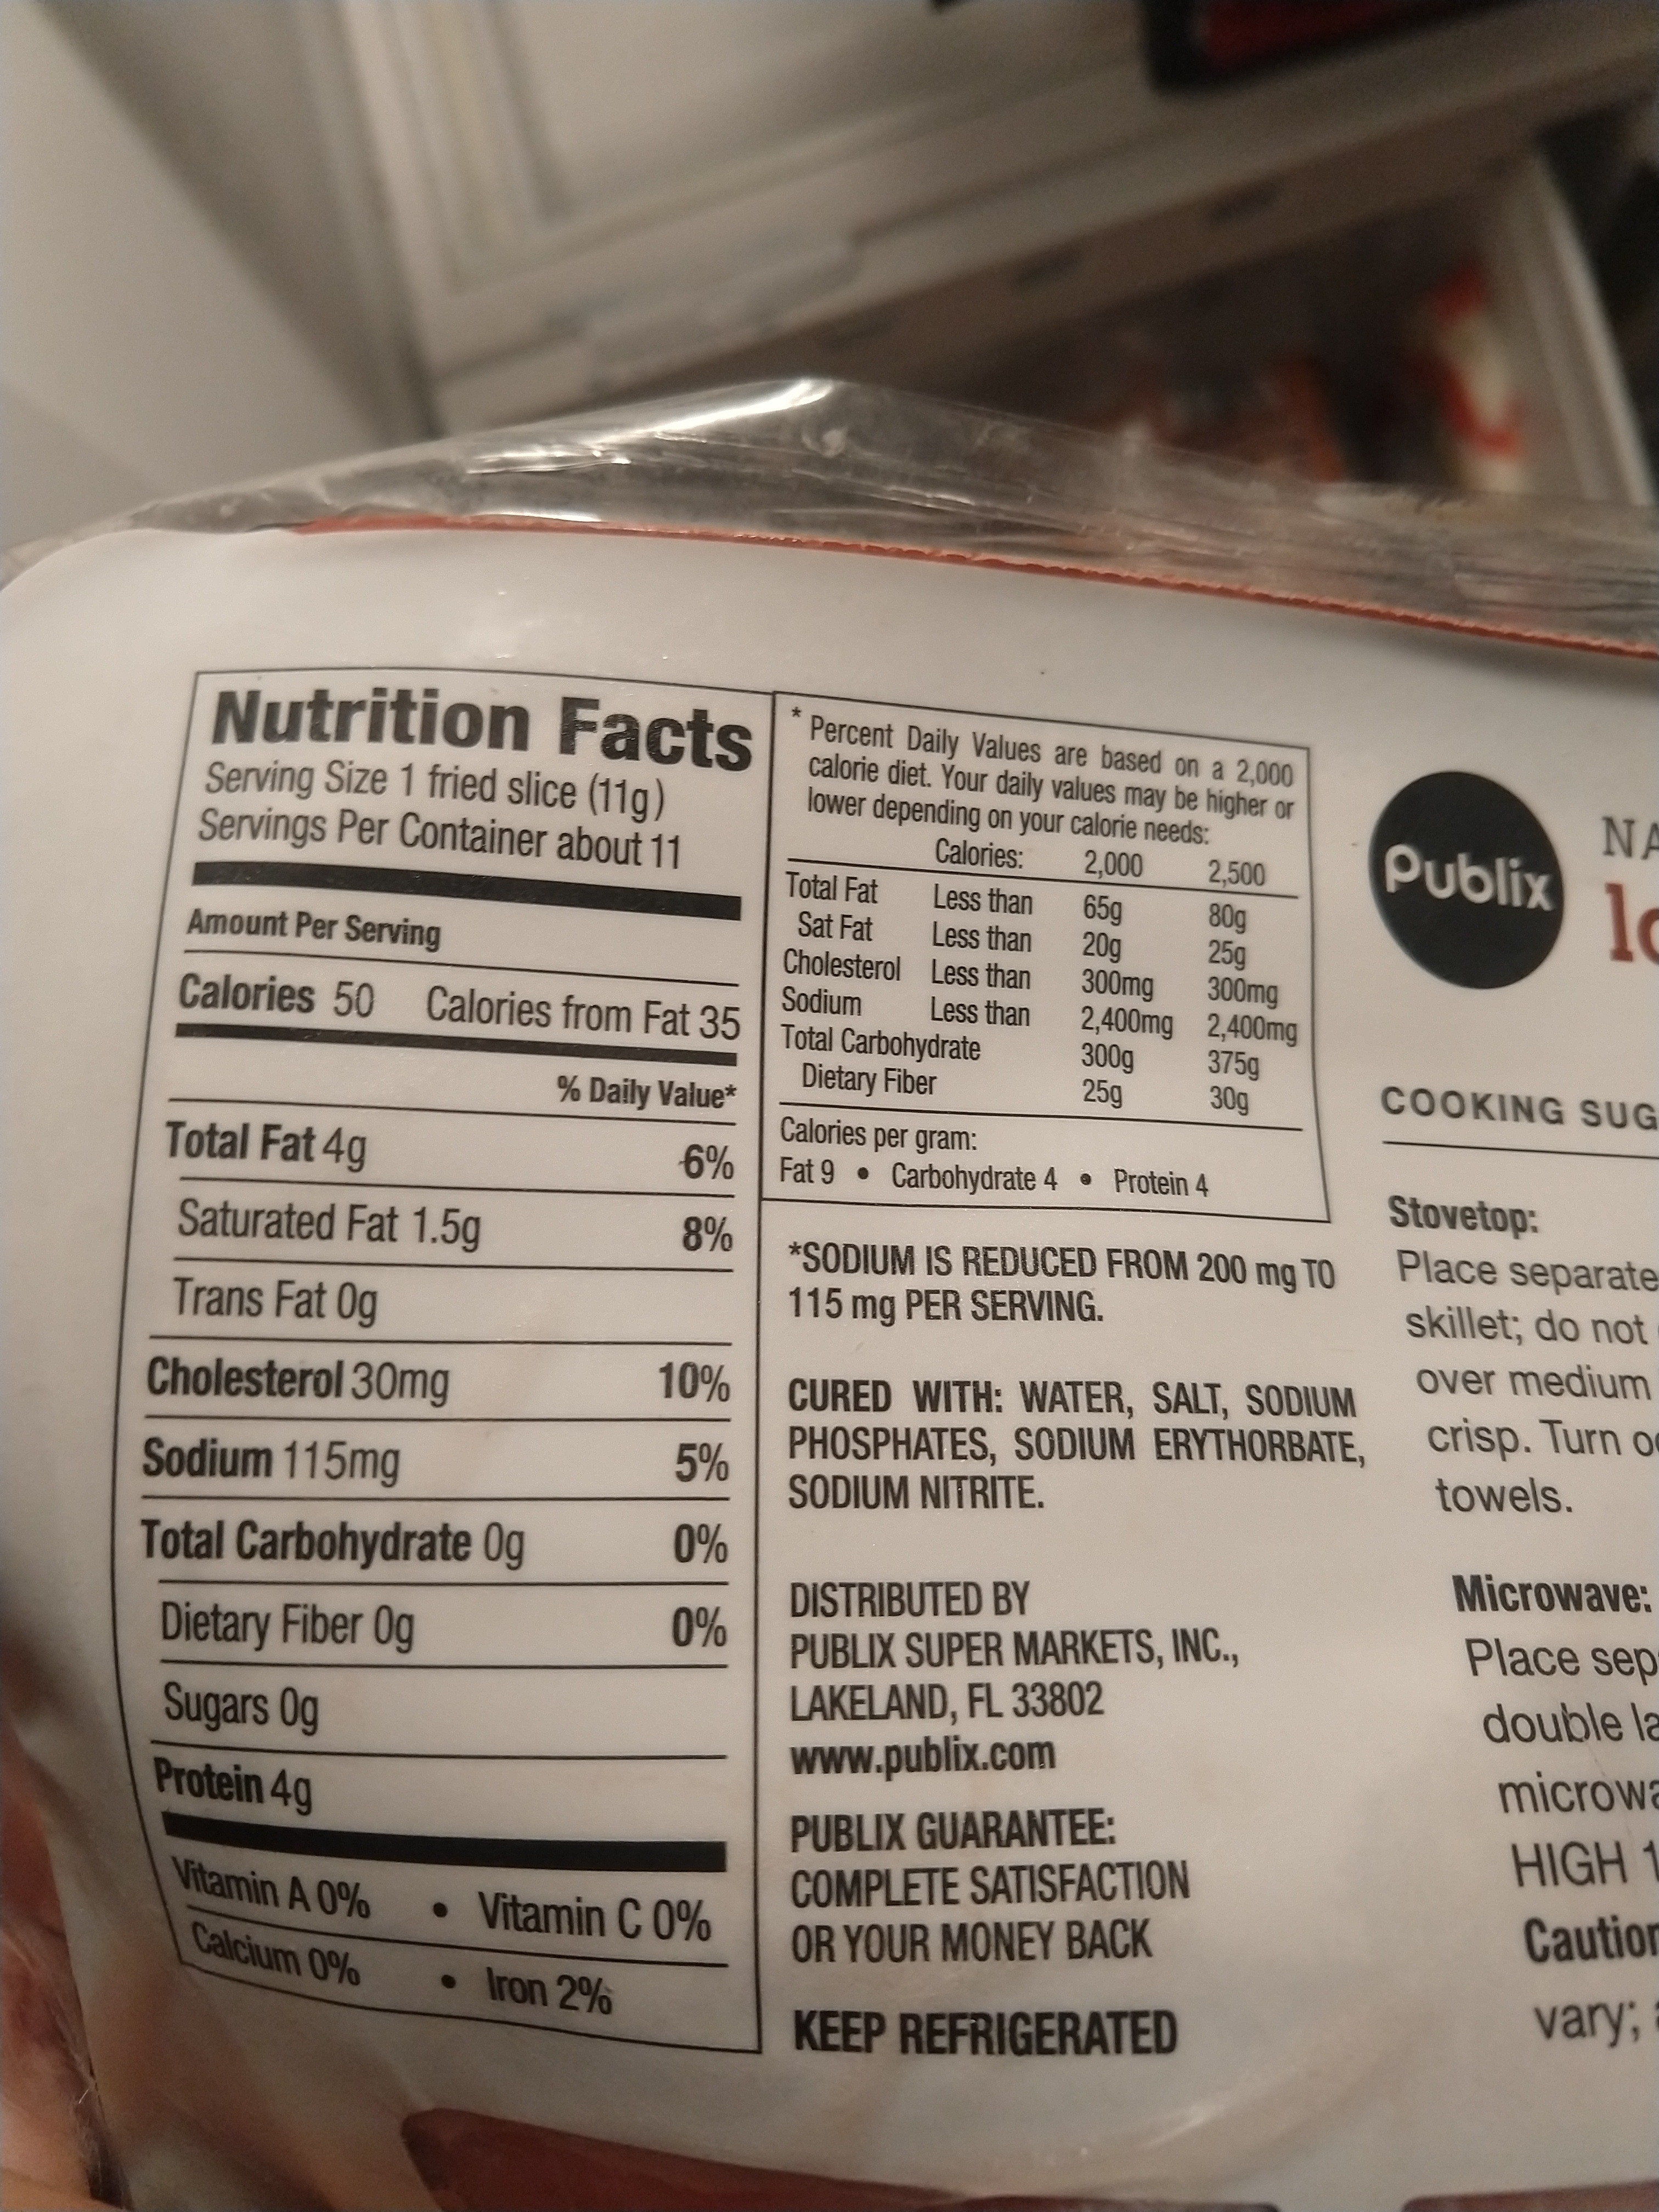 Nutrition Facts
Serving Size 1 fried slice (11g)
Servings Per Container about 11
Amount Per Serving
Calories 50 Calories from Fat 35
% Daily Value*
Total Fat 4g 6%
Saturated Fat 1.5g 8%
Trans Fat 0g
Cholesterol 30mg 10%
Sodium 115mg 5%
Total Carbohydrate 0g 0%
Dietary Fiber 0g 0%
Sugars 0g
Protein 4g
Vitamin A 0% • Vitamin C 0%
Calcium 0% • Iron 2%
* Percent Daily Values are based on a 2,000
calorie diet. Your daily values may be higher or
lower depending on your calorie needs:
Calories: 2,000 2,500
Total Fat Less than 65g 80g
Sat Fat Less than 20g 25g
Cholesterol Less than 300mg 300mg
Sodium Less than 2,400mg 2,400mg
Total Carbohydrate 300g 375g
Dietary Fiber 25g 30g
Calories per gram:
Fat 9 • Carbohydrate 4 • Protein 4
*SODIUM IS REDUCED FROM 200 mg TO
115 mg PER SERVING.
CURED WITH: WATER, SALT, SODIUM
PHOSPHATES, SODIUM ERYTHORBATE,
SODIUM NITRITE.
DISTRIBUTED BY
PUBLIX SUPER MARKETS, INC.,
LAKELAND, FL 33802
www.publix.com
PUBLIX GUARANTEE:
COMPLETE SATISFACTION
OR YOUR MONEY BACK
KEEP REFRIGERATED
Publix
NA
lo
COOKING SUG
Stovetop:
Place separate
skillet; do not
over medium
crisp. Turn o
towels.
Microwave:
Place sep
double la
microwa
HIGH 1
Caution
vary;